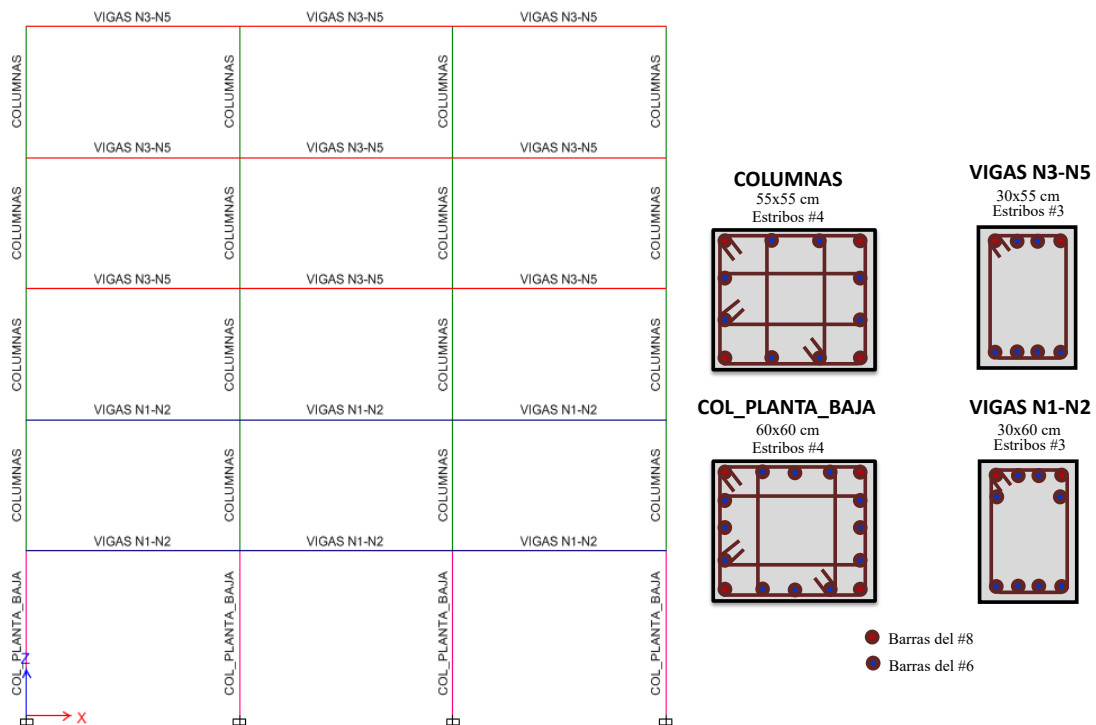 VIGAS N3-N5 VIGAS N3-N5 VIGAS N3-N5
COLUMNAS COLUMNAS COLUMNAS COLUMNAS
VIGAS N3-N5 VIGAS N3-N5 VIGAS N3-N5
COLUMNAS COLUMNAS COLUMNAS COLUMNAS
VIGAS N3-N5 VIGAS N3-N5 VIGAS N3-N5
COLUMNAS COLUMNAS COLUMNAS COLUMNAS
VIGAS N1-N2 VIGAS N1-N2 VIGAS N1-N2
COLUMNAS COLUMNAS COLUMNAS COLUMNAS
VIGAS N1-N2 VIGAS N1-N2 VIGAS N1-N2
COL_PLANTA_BAJA COL_PLANTA_BAJA COL_PLANTA_BAJA COL_PLANTA_BAJA
Z
X
COLUMNAS
55x55 cm
Estribos #4
VIGAS N3-N5
30x55 cm
Estribos #3
COL_PLANTA_BAJA
60x60 cm
Estribos #4
VIGAS N1-N2
30x60 cm
Estribos #3
Barras del #8
Barras del #6